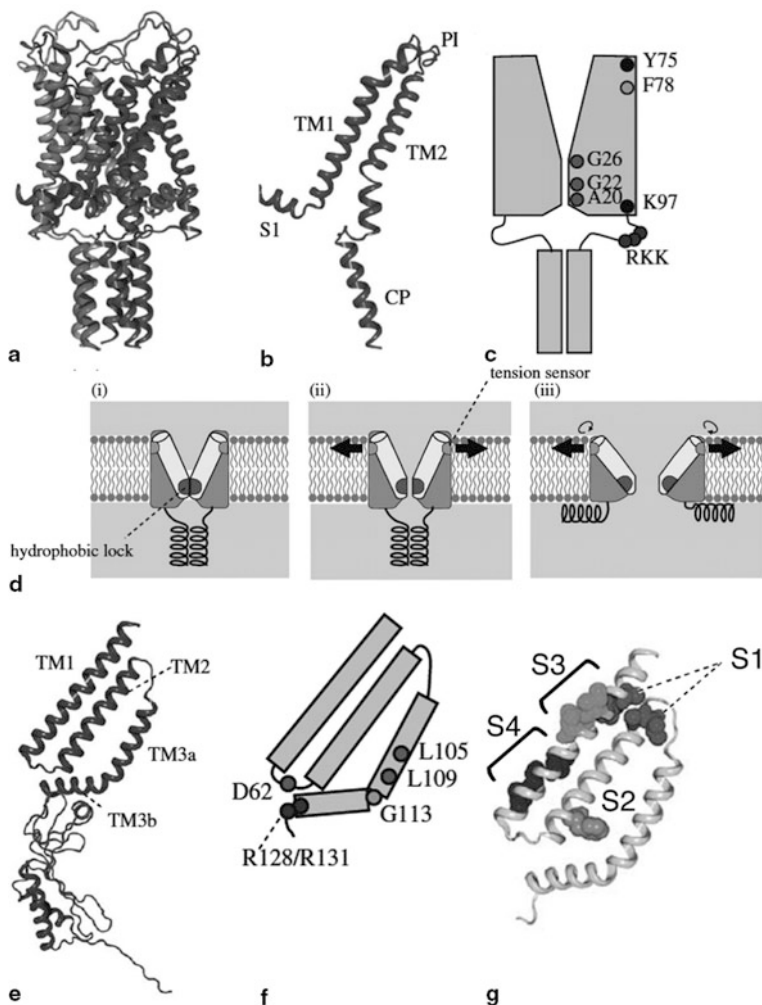 PI
TM1
TM2
S1
CP
a
b
Y75
F78
G26
G22
A20
K97
RKK
c
tension sensor
(i)
(ii)
(iii)
hydrophobic lock
d
TM1
TM2
TM3a
TM3b
e
D62
L105
L109
G113
R128/R131
f
S3
S1
S4
S2
g